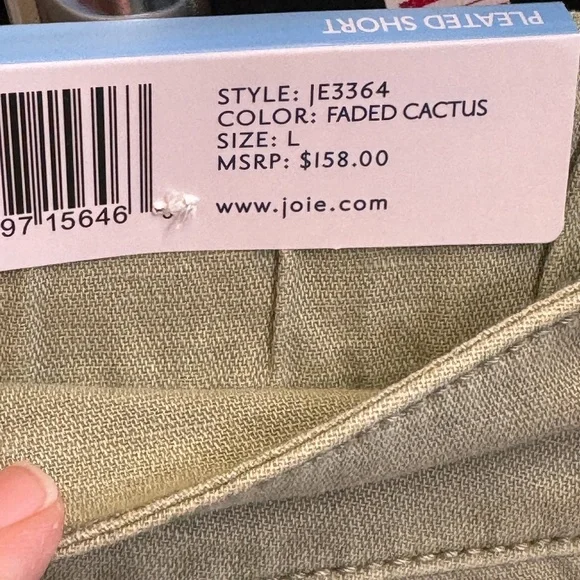 PLEATED SHORT
STYLE: JE3364
COLOR: FADED CACTUS
SIZE: L
MSRP: $158.00
www.joie.com
97 15646